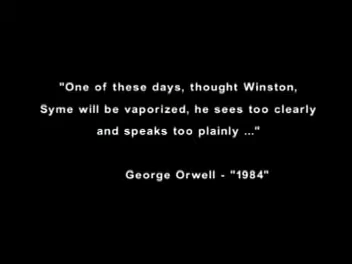 "One of these days, thought Winston,
Syme will be vaporized, he sees too clearly
and speaks too plainly ..."
George Orwell - "1984"